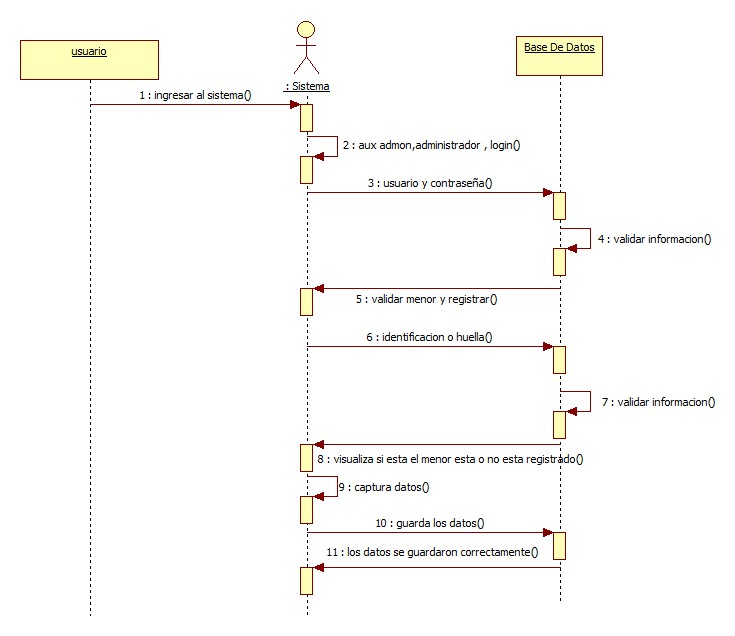 usuario
Base De Datos
: Sistema
1 : ingresar al sistema()
2 : aux admon,administrador , login()
3 : usuario y contraseña()
4 : validar informacion()
5 : validar menor y registrar()
6 : identificacion o huella()
7 : validar informacion()
8 : visualiza si esta el menor esta o no esta registrado()
9 : captura datos()
10 : guarda los datos()
11 : los datos se guardaron correctamente()